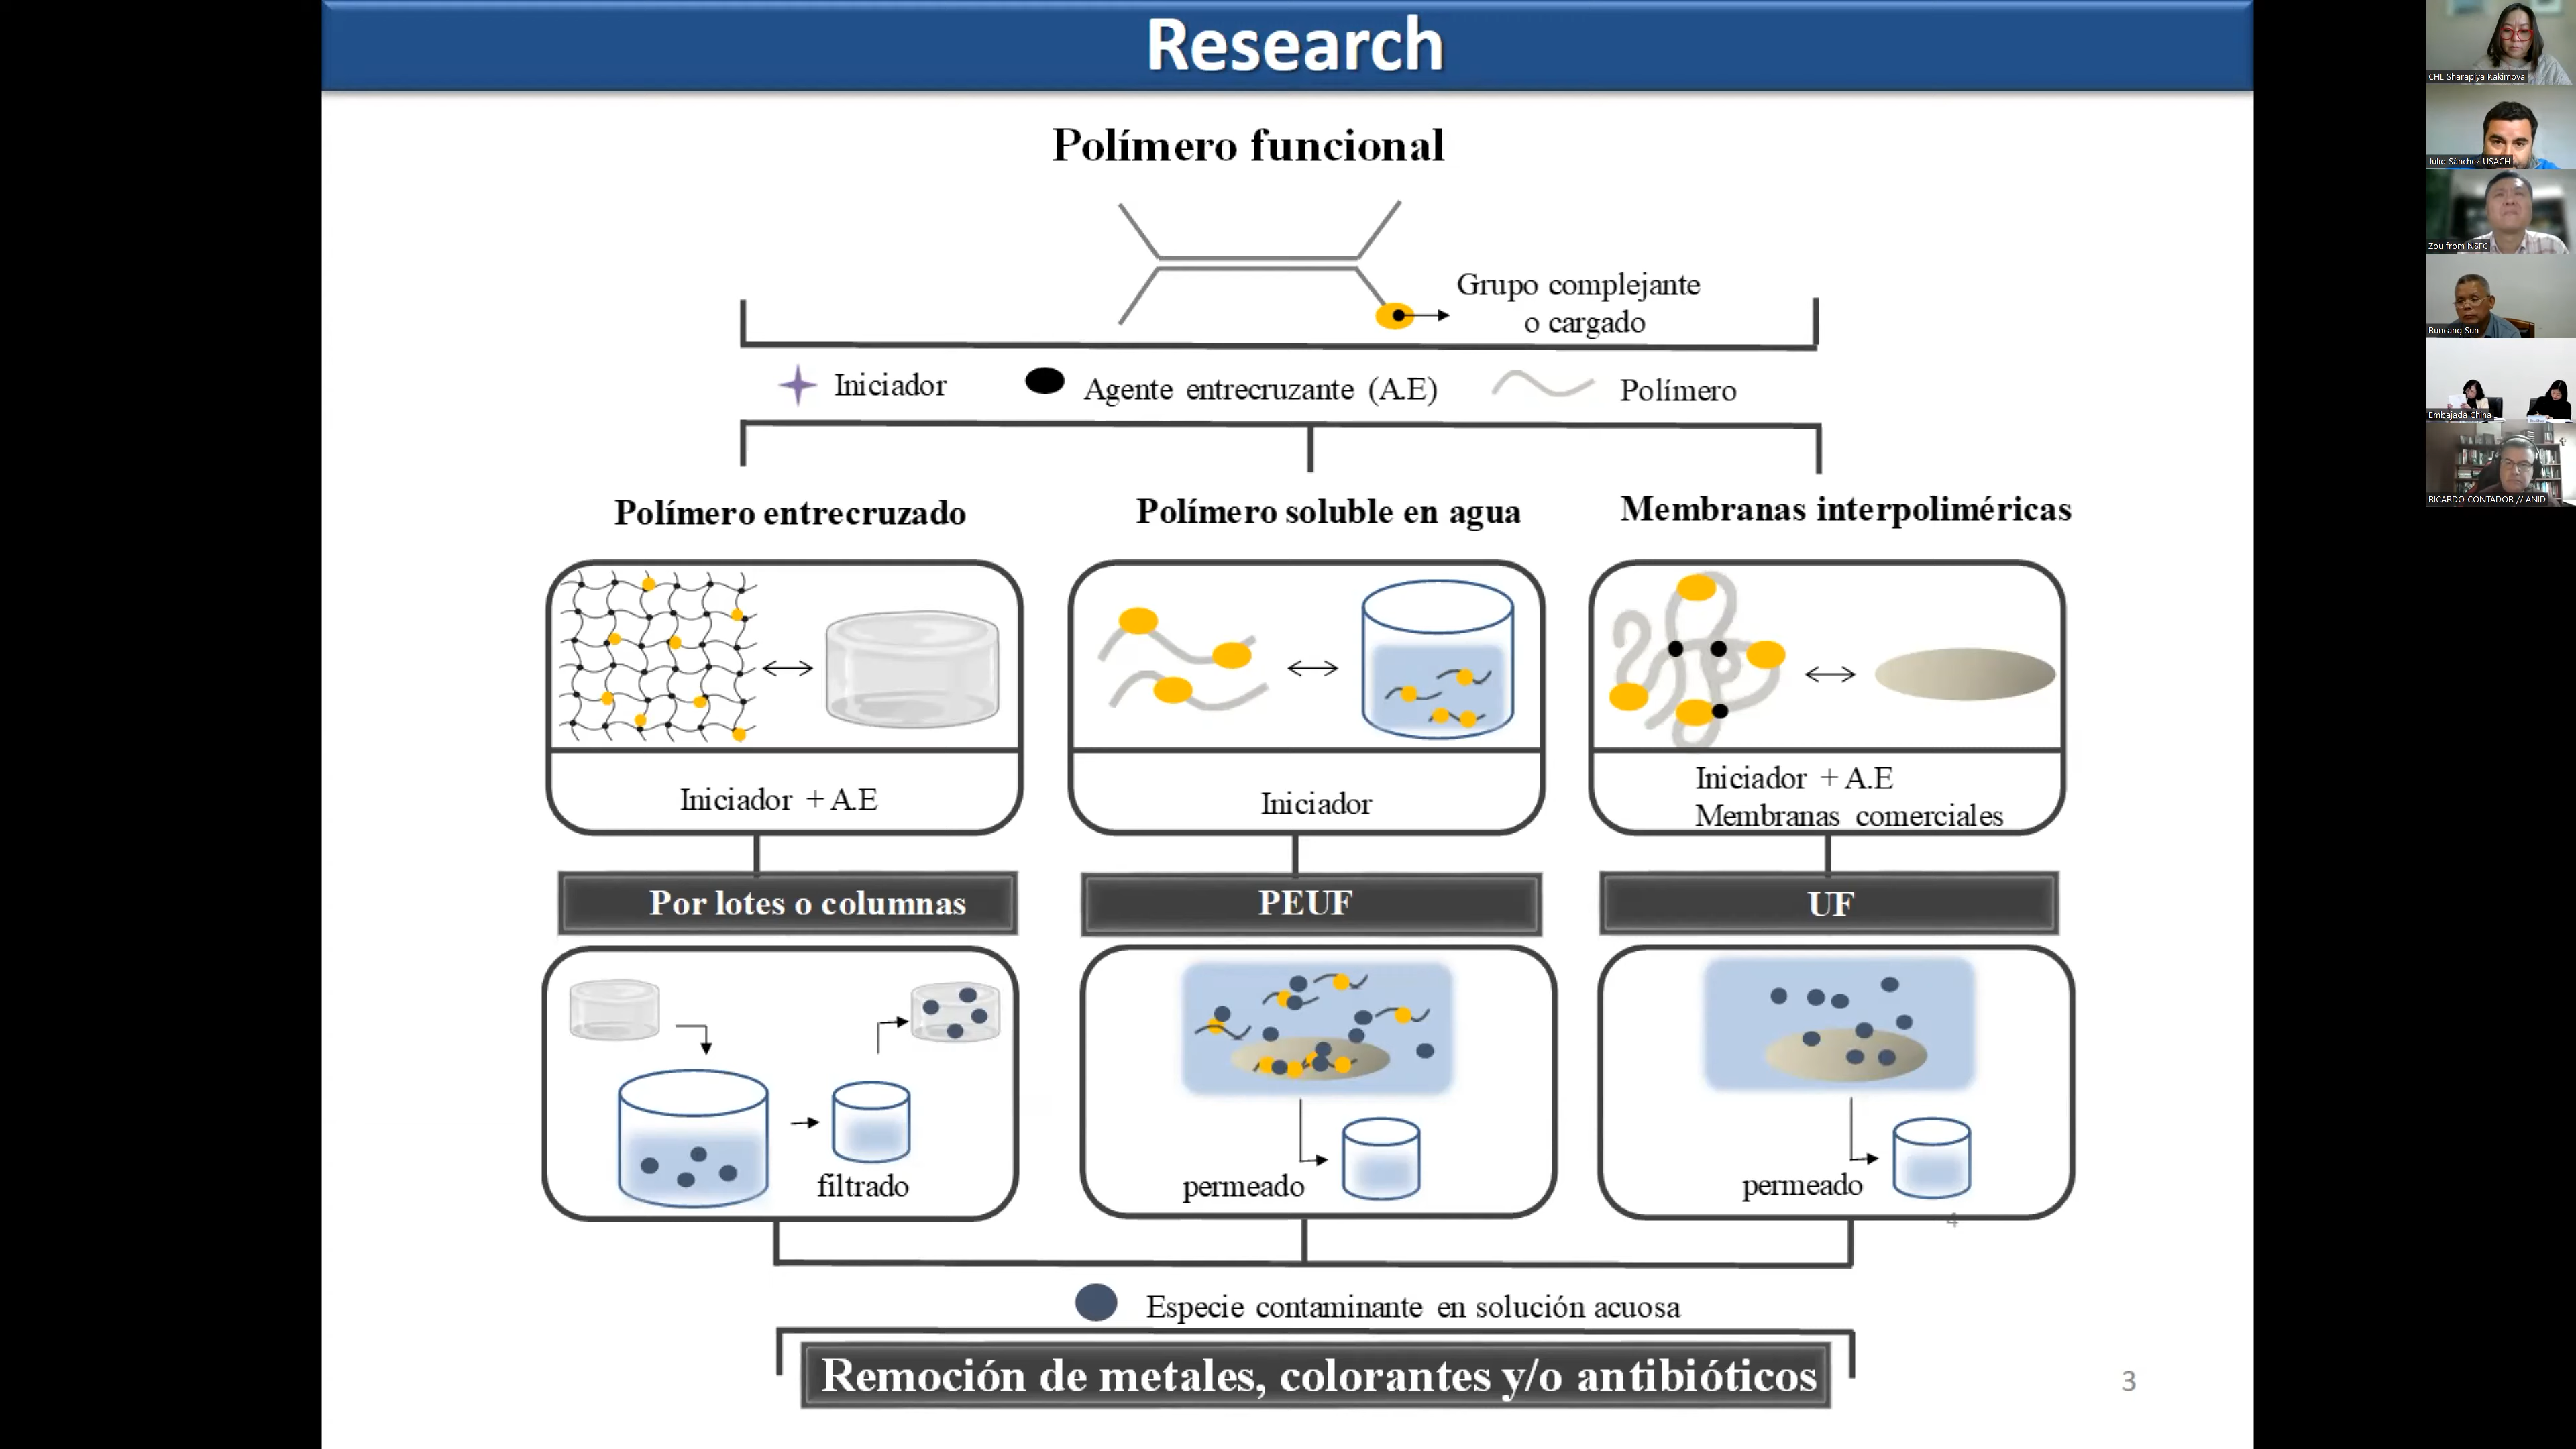 Research
Polímero funcional
Grupo complejante
o cargado
Iniciador
Agente entrecruzante (A.E)
Polímero
Polímero entrecruzado
Polímero soluble en agua
Membranas interpoliméricas
Iniciador + A.E
Iniciador
Iniciador + A.E
Membranas comerciales
Por lotes o columnas
PEUF
UF
filtrado
permeado
permeado
4
Especie contaminante en solución acuosa
Remoción de metales, colorantes y/o antibióticos
3
CHL Sharapiya Kakimova
Julio Sánchez USACH
Zou from NSFC
Runcang Sun
Embajada China
RICARDO CONTADOR // ANID